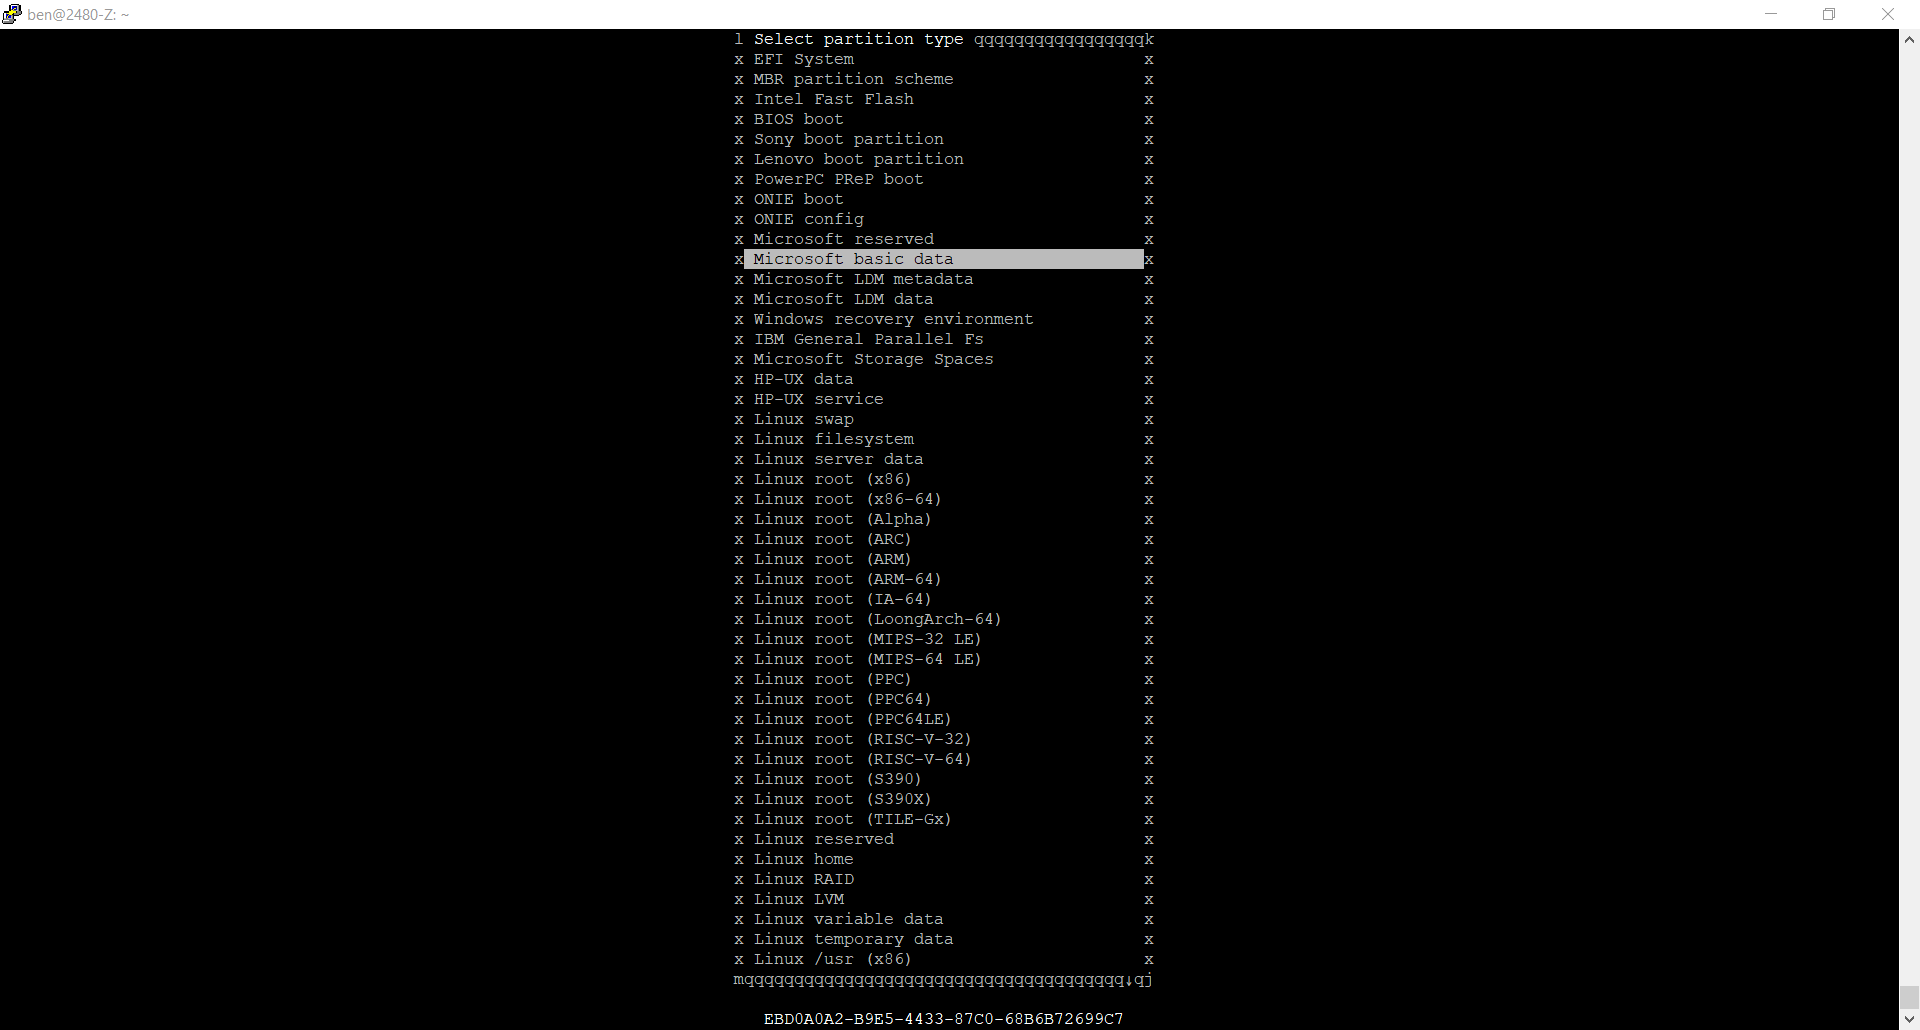 ben@2480-Z: ~
l Select partition type qqqqqqqqqqqqqqqqqk
x EFI System x
x MBR partition scheme x
x Intel Fast Flash x
x BIOS boot x
x Sony boot partition x
x Lenovo boot partition x
x PowerPC PReP boot x
x ONIE boot x
x ONIE config x
x Microsoft reserved x
x Microsoft basic data x
x Microsoft LDM metadata x
x Microsoft LDM data x
x Windows recovery environment x
x IBM General Parallel Fs x
x Microsoft Storage Spaces x
x HP-UX data x
x HP-UX service x
x Linux swap x
x Linux filesystem x
x Linux server data x
x Linux root (x86) x
x Linux root (x86-64) x
x Linux root (Alpha) x
x Linux root (ARC) x
x Linux root (ARM) x
x Linux root (ARM-64) x
x Linux root (IA-64) x
x Linux root (LoongArch-64) x
x Linux root (MIPS-32 LE) x
x Linux root (MIPS-64 LE) x
x Linux root (PPC) x
x Linux root (PPC64) x
x Linux root (PPC64LE) x
x Linux root (RISC-V-32) x
x Linux root (RISC-V-64) x
x Linux root (S390) x
x Linux root (S390X) x
x Linux root (TILE-Gx) x
x Linux reserved x
x Linux home x
x Linux RAID x
x Linux LVM x
x Linux variable data x
x Linux temporary data x
x Linux /usr (x86) x
mqqqqqqqqqqqqqqqqqqqqqqqqqqqqqqqqqqqqqq↓qj
EBD0A0A2-B9E5-4433-87C0-68B6B72699C7